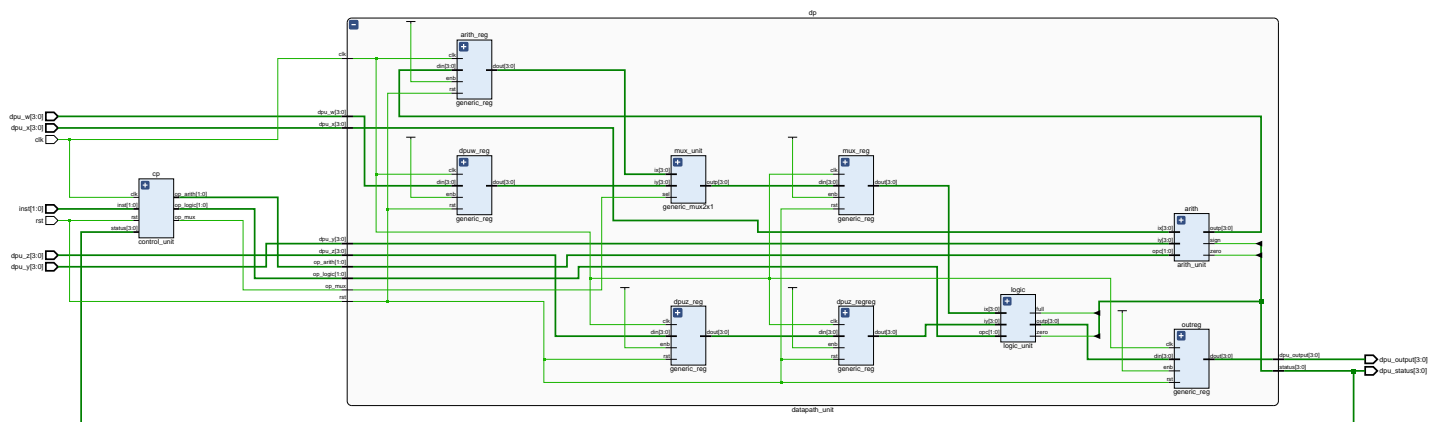 dp
arith_reg
clk
din[3:0]
enb
rst
dout[3:0]
generic_reg
clk
dpu_w[3:0]
dpu_x[3:0]
clk
dpu_w[3:0]
dpu_x[3:0]
dpuw_reg
clk
din[3:0]
enb
rst
dout[3:0]
generic_reg
mux_unit
ix[3:0]
iy[3:0]
sel
outp[3:0]
generic_mux2x1
mux_reg
clk
din[3:0]
enb
rst
dout[3:0]
generic_reg
cp
clk
inst[1:0]
rst
status[3:0]
op_arith[1:0]
op_logic[1:0]
op_mux
control_unit
inst[1:0]
rst
dpu_z[3:0]
dpu_y[3:0]
dpu_y[3:0]
dpu_z[3:0]
op_arith[1:0]
op_logic[1:0]
op_mux
rst
arith
ix[3:0]
iy[3:0]
opc[1:0]
outp[3:0]
sign
zero
arith_unit
dpuz_reg
clk
din[3:0]
enb
rst
dout[3:0]
generic_reg
dpuz_regreg
clk
din[3:0]
enb
rst
dout[3:0]
generic_reg
logic
ix[3:0]
iy[3:0]
opc[1:0]
full
outp[3:0]
zero
logic_unit
outreg
clk
din[3:0]
enb
rst
dout[3:0]
generic_reg
dpu_output[3:0]
status[3:0]
dpu_output[3:0]
dpu_status[3:0]
datapath_unit